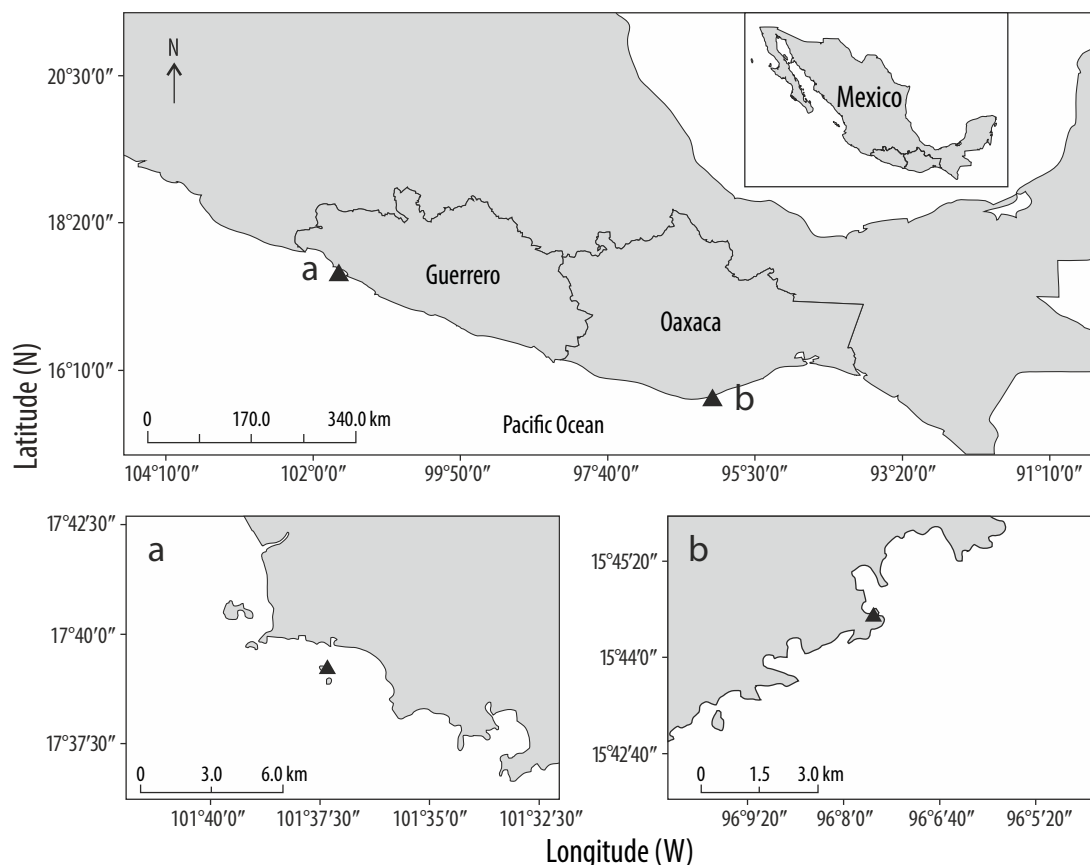 N
Mexico
20°30′0″
18°20′0″
16°10′0″
Latitude (N)
a
Guerrero
Oaxaca
b
0 170.0 340.0 km
Pacific Ocean
104°10′0″ 102°0′0″ 99°50′0″ 97°40′0″ 95°30′0″ 93°20′0″ 91°10′0″
a
17°42′30″
17°40′0″
17°37′30″
0 3.0 6.0 km
101°40′0″ 101°37′30″ 101°35′0″ 101°32′30″
b
15°45′20″
15°44′0″
15°42′40″
0 1.5 3.0 km
96°9′20″ 96°8′0″ 96°6′40″ 96°5′20″
Longitude (W)